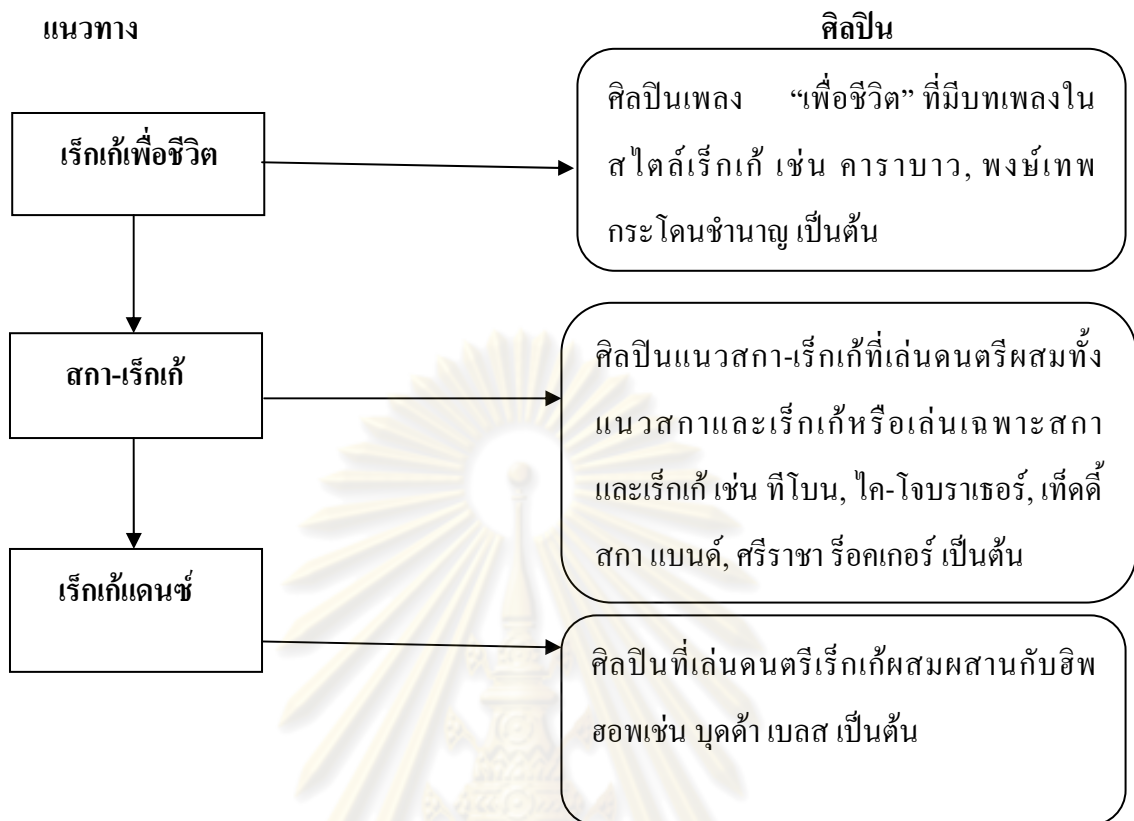 แนวทาง
ศิลปิน
เร็กเก้เพื่อชีวิต
ศิลปินเพลง “เพื่อชีวิต” ที่มีบทเพลงใน
สไตล์เร็กเก้ เช่น คาราบาว, พงษ์เทพ
กระโดนชำนาญ เป็นต้น
สกา-เร็กเก้
ศิลปินแนวสกา-เร็กเก้ที่เล่นดนตรีผสมทั้ง
แนวสกาและเร็กเก้หรือเล่นเฉพาะสกา
และเร็กเก้ เช่น ทีโบน, ไค-โจบราเธอร์, เท็ดดี้
สกา แบนด์, ศรีราชา ร็อคเกอร์ เป็นต้น
เร็กเก้แดนซ์
ศิลปินที่เล่นดนตรีเร็กเก้ผสมผสานกับฮิพ
ฮอพเช่น บุดด้า เบลส เป็นต้น